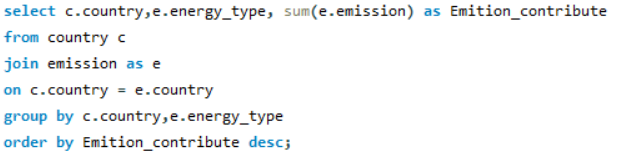 select c.country,e.energy_type, sum(e.emission) as Emition_contribute
from country c
join emission as e
on c.country = e.country
group by c.country,e.energy_type
order by Emition_contribute desc;